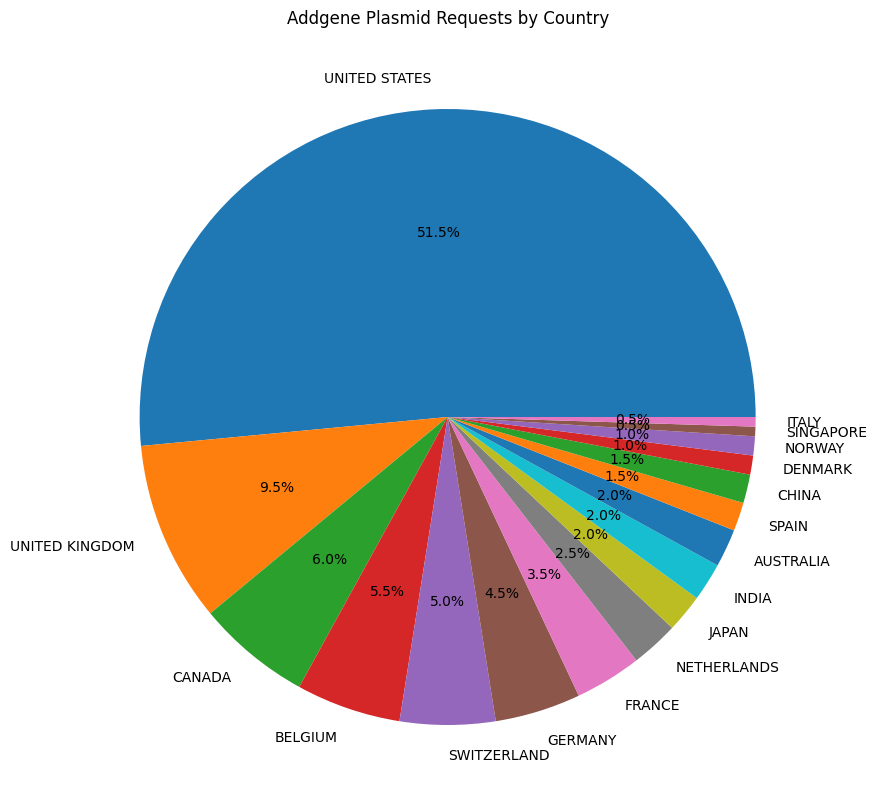 Addgene Plasmid Requests by Country
UNITED STATES
51.5%
UNITED KINGDOM
9.5%
CANADA
6.0%
BELGIUM
5.5%
SWITZERLAND
5.0%
GERMANY
4.5%
FRANCE
3.5%
NETHERLANDS
2.5%
JAPAN
2.0%
INDIA
2.0%
AUSTRALIA
2.0%
SPAIN
1.5%
CHINA
1.5%
DENMARK
1.0%
NORWAY
1.0%
SINGAPORE
0.5%
ITALY
0.5%